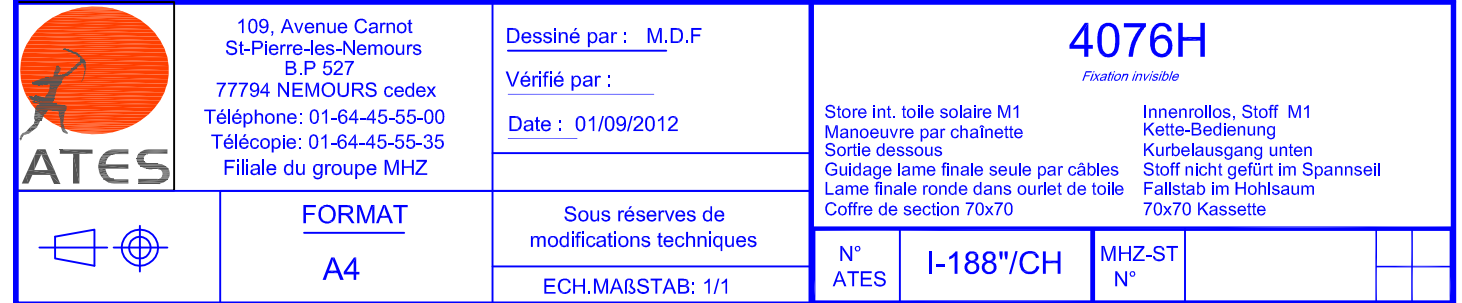 ATES
109, Avenue Carnot
St-Pierre-les-Nemours
B.P 527
77794 NEMOURS cedex
Téléphone: 01-64-45-55-00
Télécopie: 01-64-45-55-35
Filiale du groupe MHZ
Dessiné par : M.D.F
Vérifié par :
Date : 01/09/2012
4076H
Fixation invisible
Store int. toile solaire M1
Manoeuvre par chaînette
Sortie dessous
Guidage lame finale seule par câbles
Lame finale ronde dans ourlet de toile
Coffre de section 70x70
Innenrollos, Stoff M1
Kette-Bedienung
Kurbelausgang unten
Stoff nicht gefürt im Spannseil
Fallstab im Hohlsaum
70x70 Kassette
FORMAT
A4
Sous réserves de
modifications techniques
ECH.MAßSTAB: 1/1
N°
ATES
I-188"/CH
MHZ-ST
N°